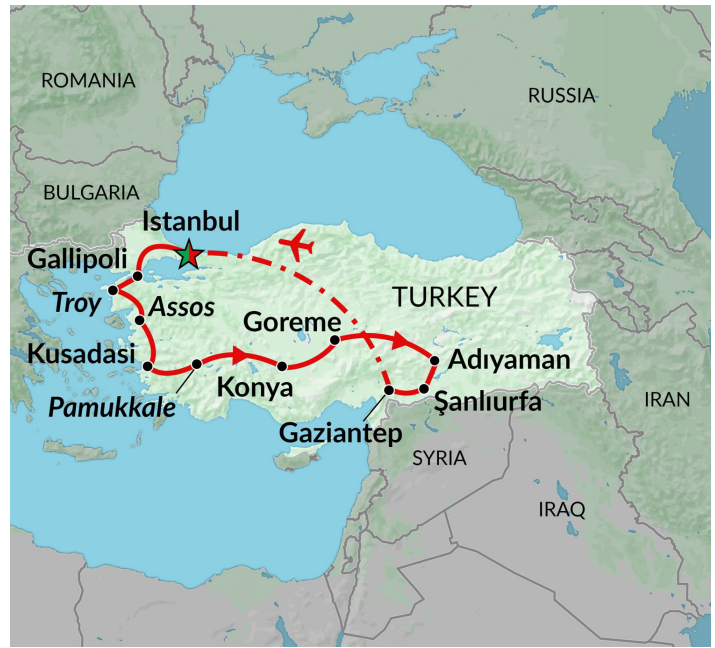 ROMANIA
RUSSIA
BULGARIA
Istanbul
Gallipoli
Troy
Assos
TURKEY
Goreme
Kusadasi
Adıyaman
Konya
Pamukkale
Şanlıurfa
IRAN
Gaziantep
SYRIA
IRAQ